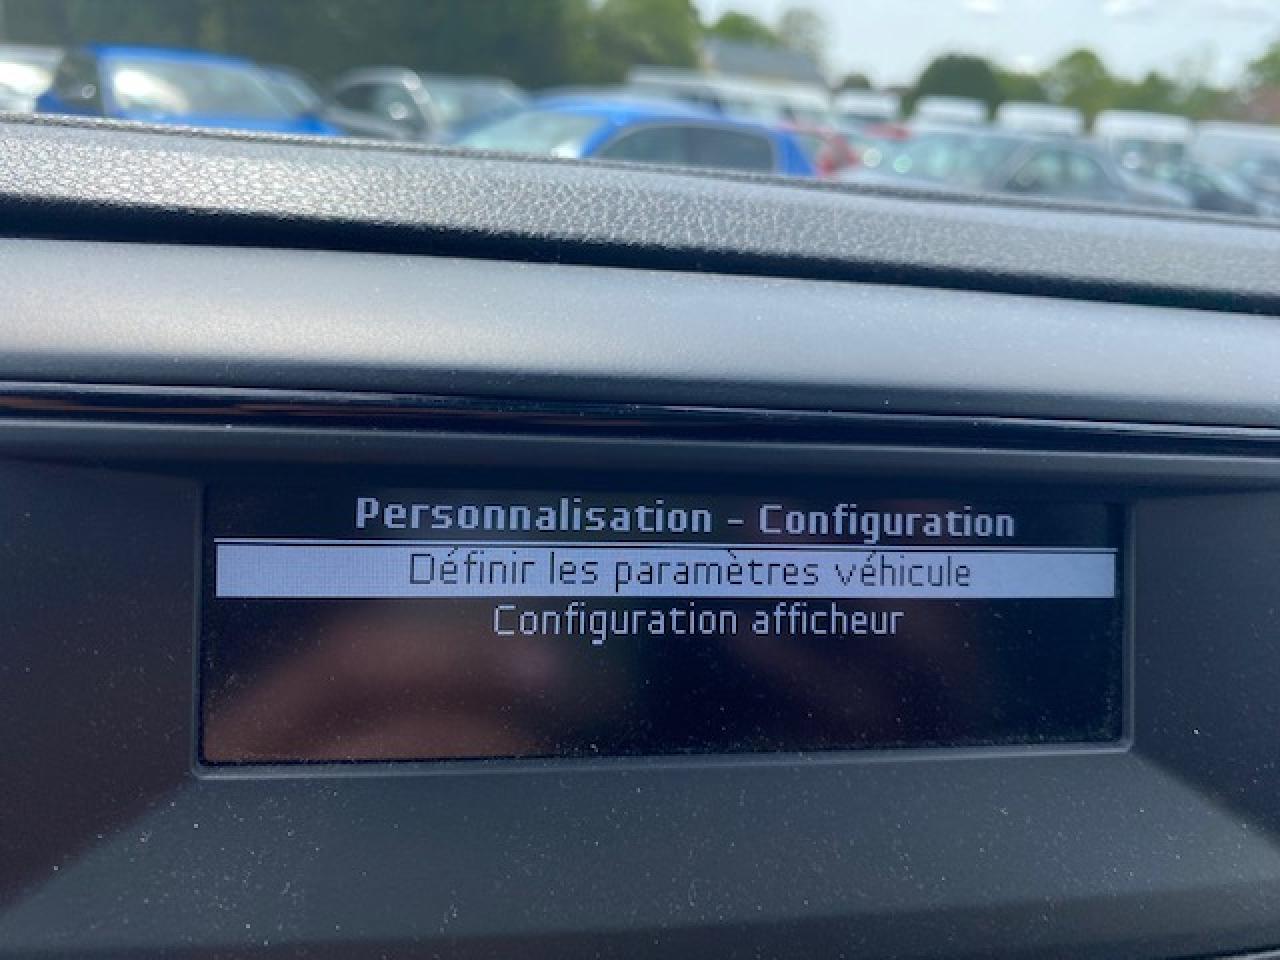 Personnalisation - Configuration
Définir les paramètres véhicule
Configuration afficheur